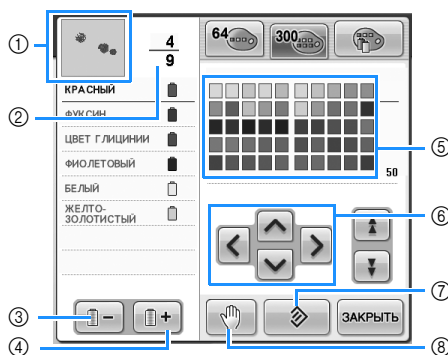 ①
4
9
64
300
КРАСНЫЙ
②
ФУКСИН
ЦВЕТ ГЛИЦИНИИ
⑤
ФИОЛЕТОВЫЙ
50
БЕЛЫЙ
ЖЕЛТО-
ЗОЛОТИСТЫЙ
⑥
⑦
③
− +
ЗАКРЫТЬ
④
⑧